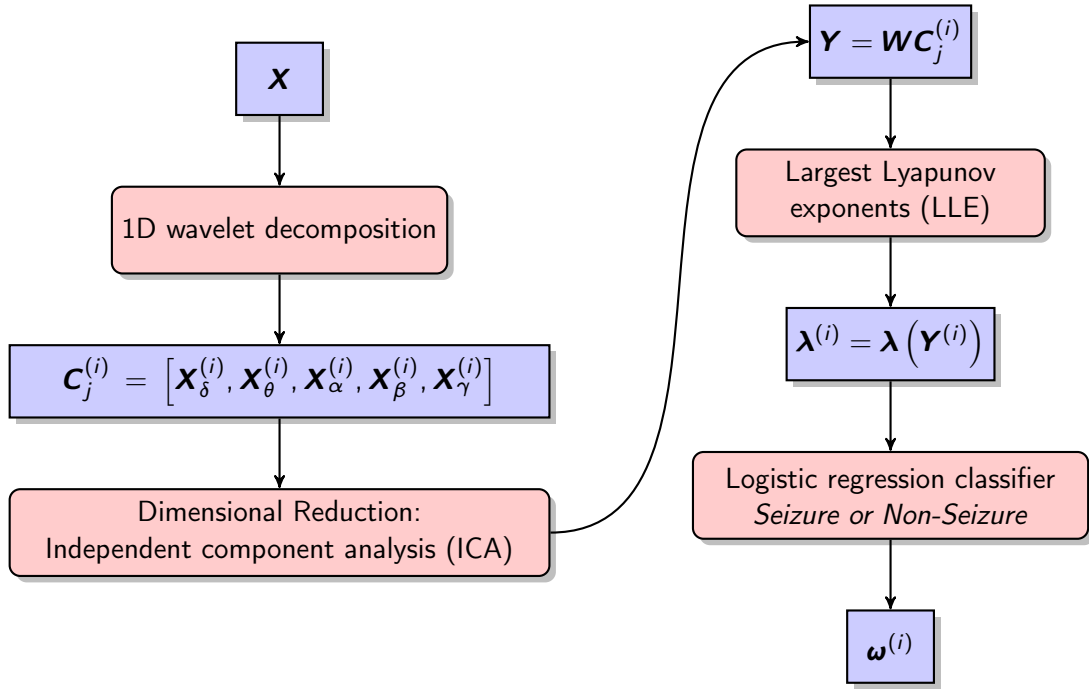 X
1D wavelet decomposition
C_j^{(i)} = [X_δ^{(i)}, X_θ^{(i)}, X_α^{(i)}, X_β^{(i)}, X_γ^{(i)}]
Dimensional Reduction:
Independent component analysis (ICA)
Y = WC_j^{(i)}
Largest Lyapunov
exponents (LLE)
λ^{(i)} = λ(Y^{(i)})
Logistic regression classifier
Seizure or Non-Seizure
ω^{(i)}